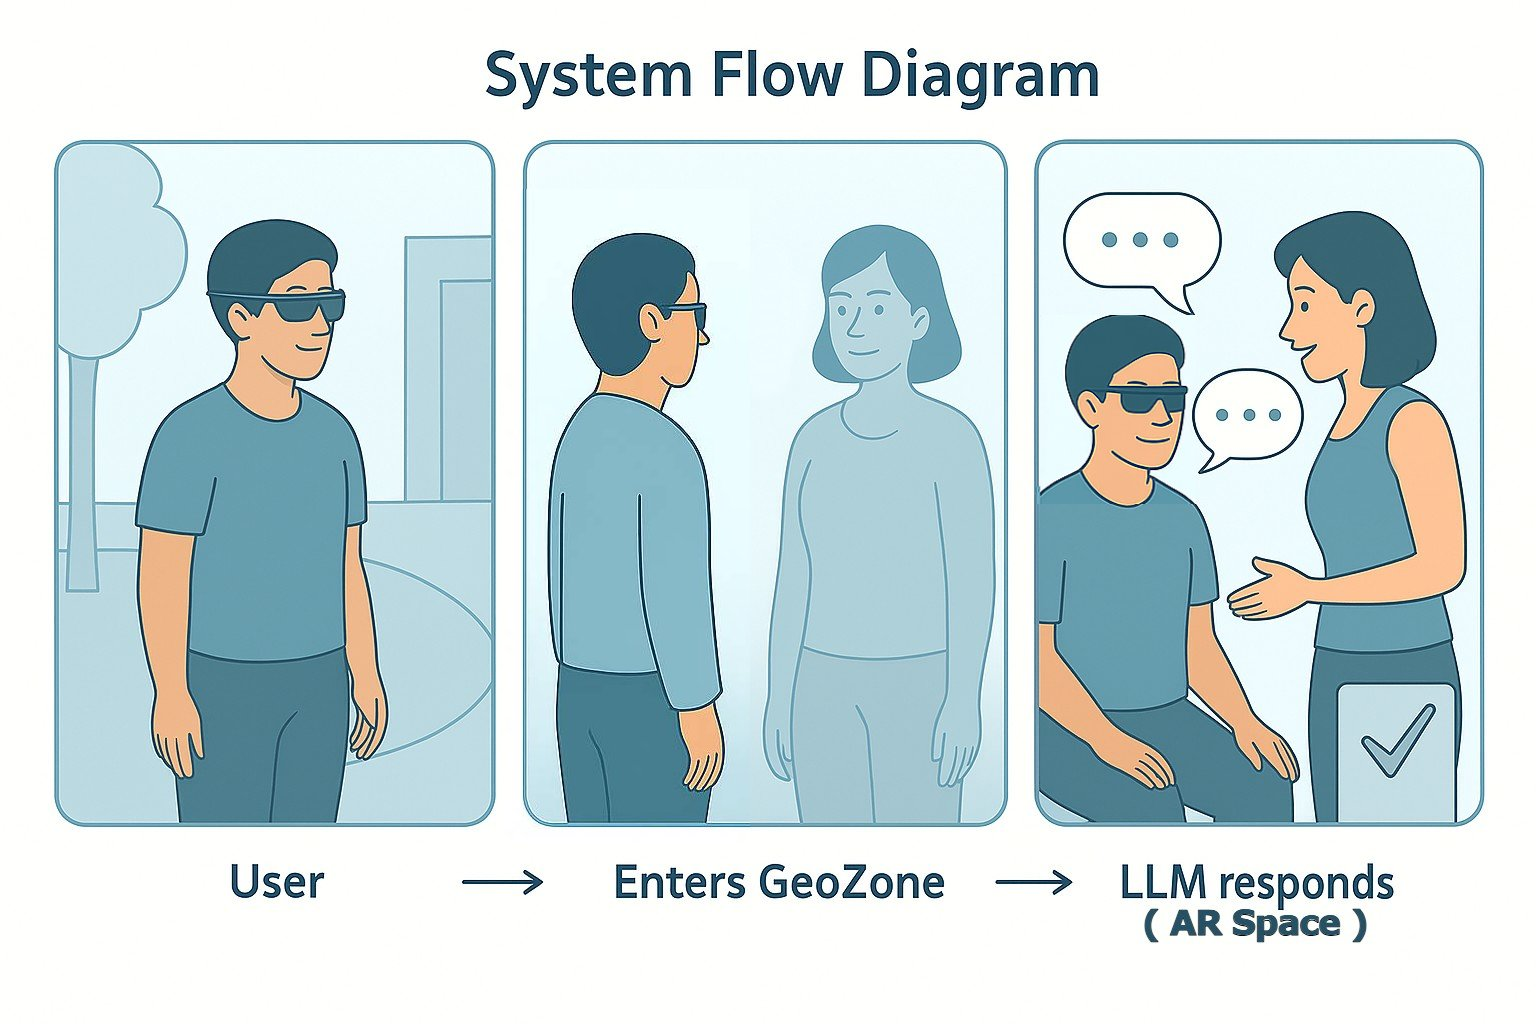 System Flow Diagram
User → Enters GeoZone → LLM responds
( AR Space )